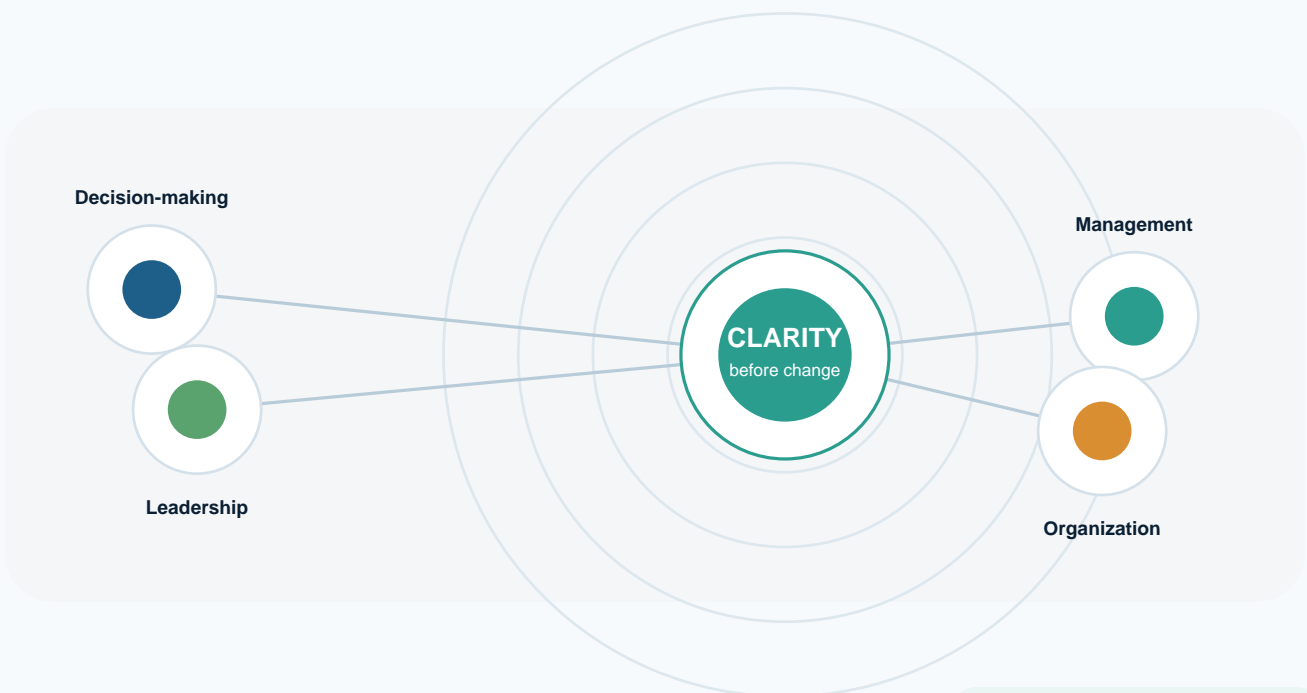 Decision-making
Management
CLARITY
before change
Leadership
Organization